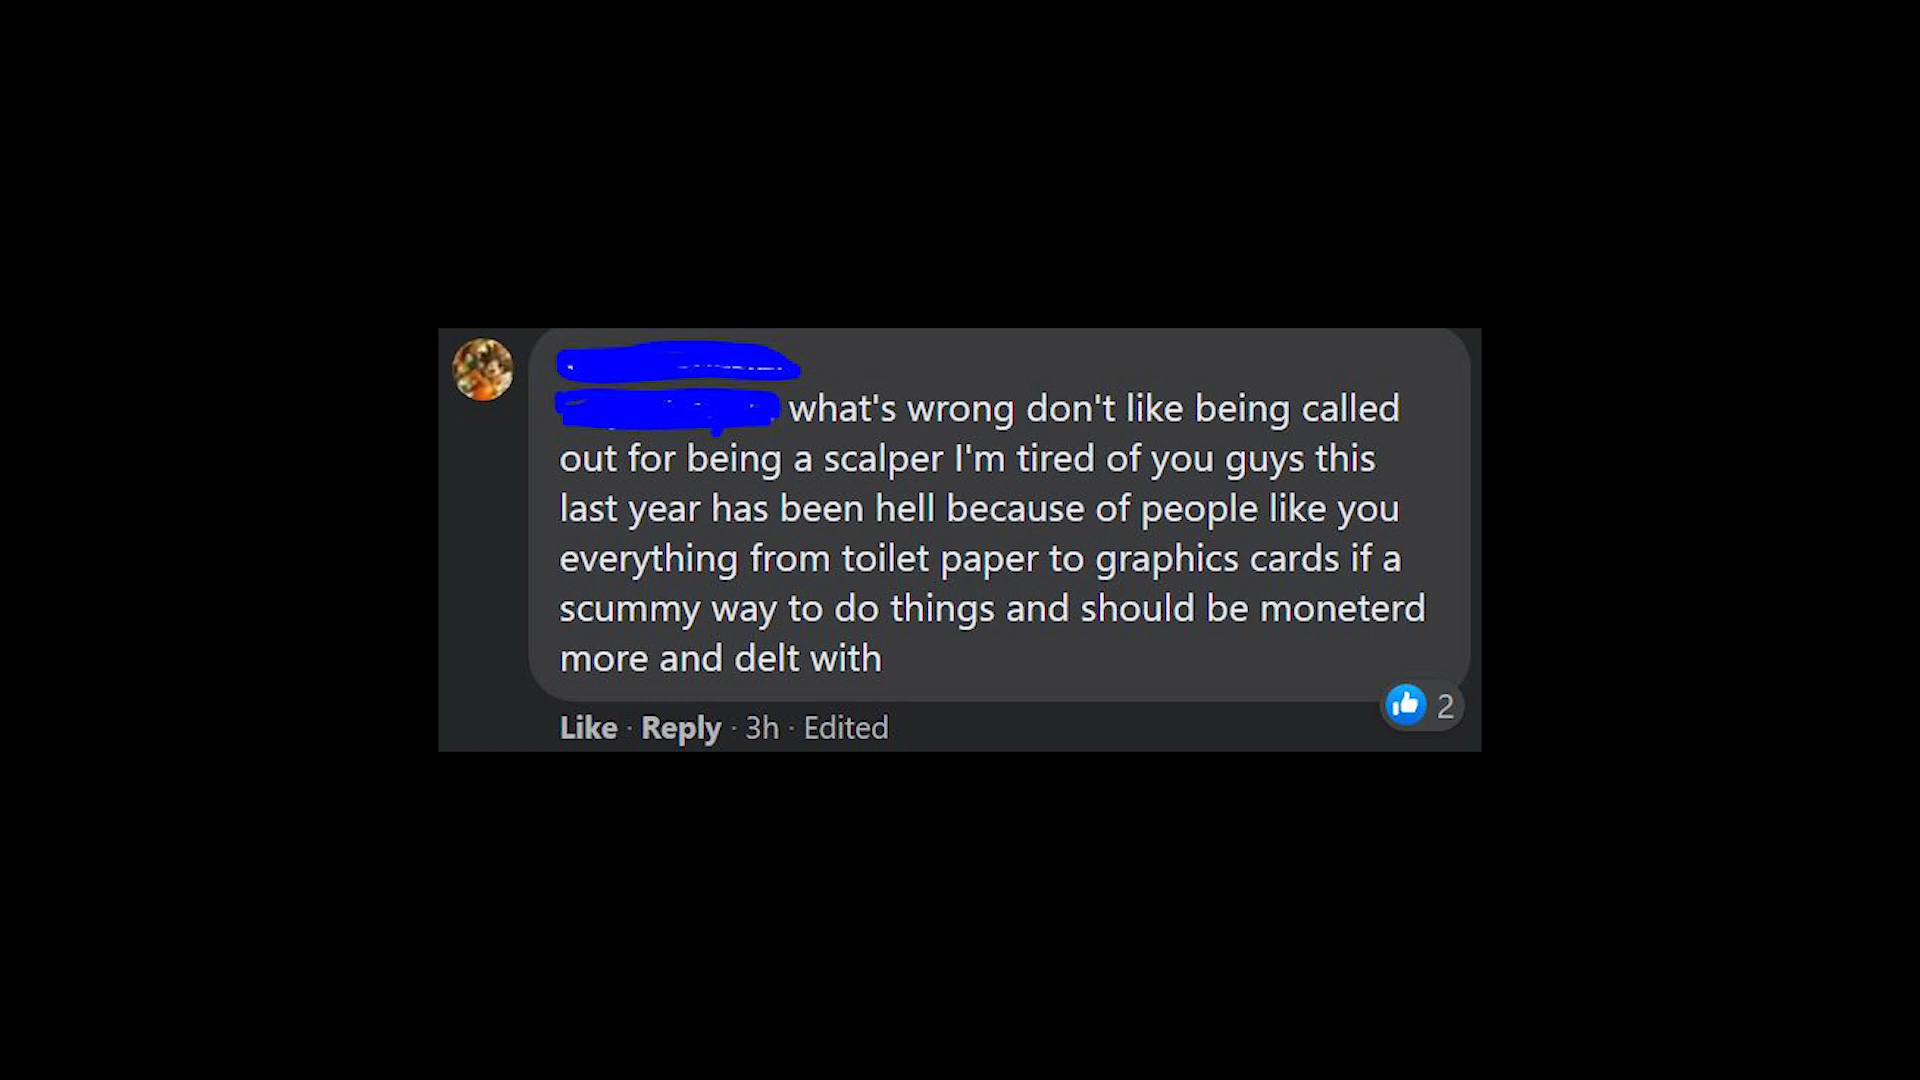 what's wrong don't like being called
out for being a scalper I'm tired of you guys this
last year has been hell because of people like you
everything from toilet paper to graphics cards if a
scummy way to do things and should be moneterd
more and delt with
2
Like · Reply · 3h · Edited